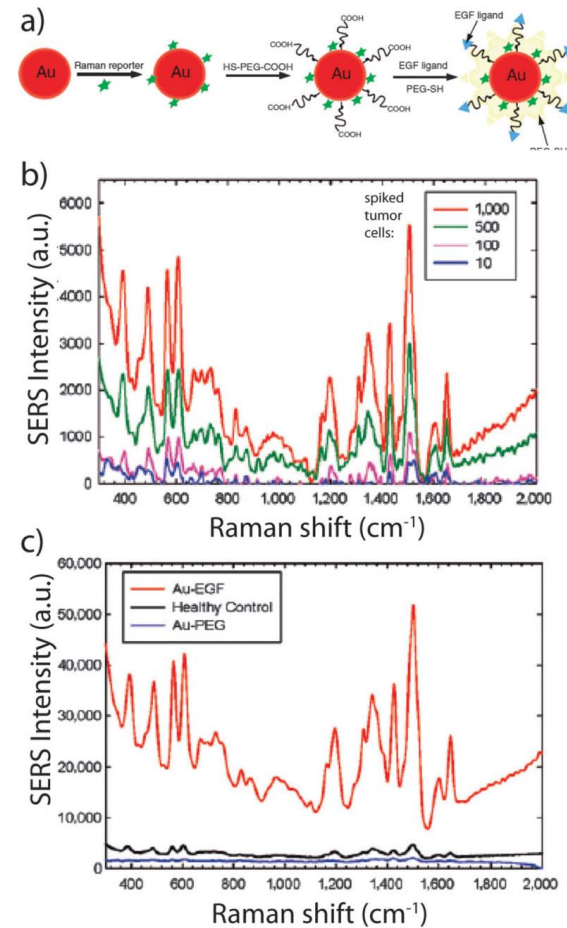 a)
Au
Raman reporter
Au
HS-PEG-COOH
COOH
COOH
COOH
COOH
COOH
COOH
Au
EGF ligand
PEG-SH
EGF ligand
Au
b)
SERS Intensity (a.u.)
6000
5000
4000
3000
2000
1000
0
spiked
tumor
cells:
1,000
500
100
10
400 600 800 1,000 1,200 1,400 1,600 1,800 2,000
Raman shift (cm⁻¹)
c)
SERS Intensity (a.u.)
60,000
50,000
40,000
30,000
20,000
10,000
0
Au-EGF
Healthy Control
Au-PEG
400 600 800 1,000 1,200 1,400 1,600 1,800 2,000
Raman shift (cm⁻¹)